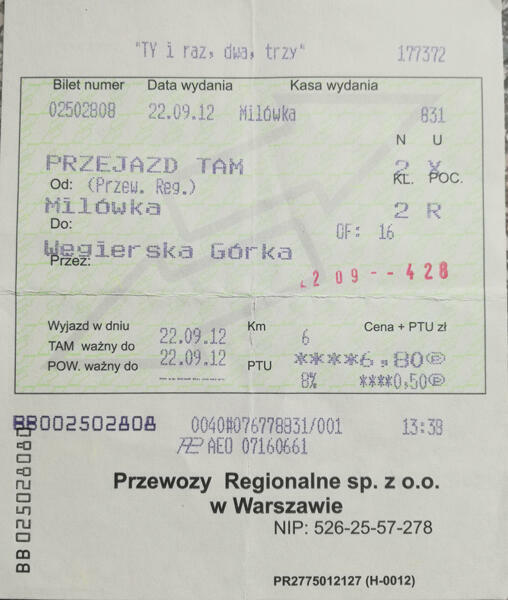 "TY i raz, dwa, trzy" 177372
Bilet numer Data wydania Kasa wydania
02502808 22.09.12 Milówka 831
N U
PRZEJAZD TAM 2 X
Od: (Przew. Reg.) KL. POC.
Milówka 2 R
Do: OF: 16
Węgierska Górka
Przez: 209--428
Wyjazd w dniu 22.09.12 Km 6 Cena + PTU zł
TAM ważny do 22.09.12 ****6,80
POW. ważny do ------ PTU 8% ****0,50
BB002502808 0040#076778831/001 13:38
AEO 07160661
BB 02502808
Przewozy Regionalne sp. z o.o.
w Warszawie
NIP: 526-25-57-278
PR2775012127 (H-0012)